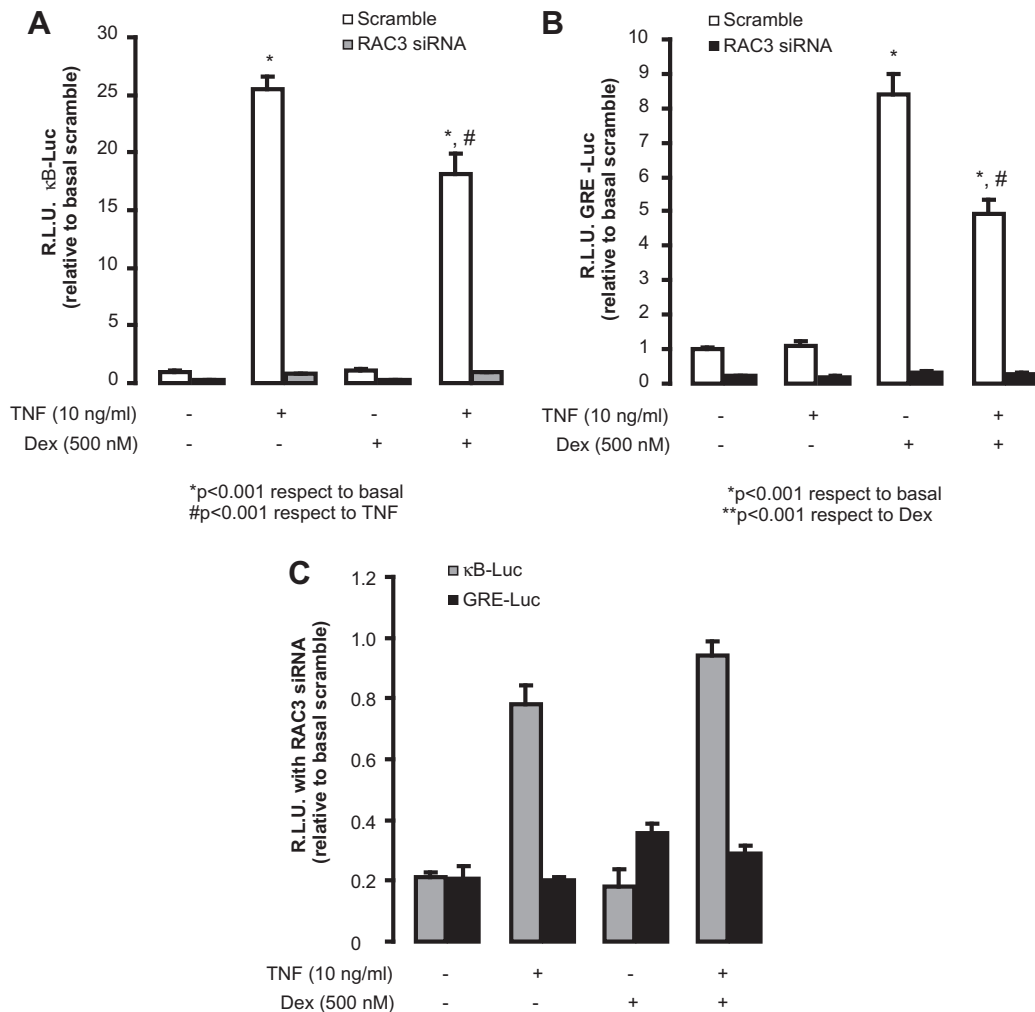 A
Scramble
RAC3 siRNA
R.L.U. κB-Luc
(relative to basal scramble)
30
25
20
15
10
5
0
*
*, #
TNF (10 ng/ml) - + - +
Dex (500 nM) - - + +
*p<0.001 respect to basal
#p<0.001 respect to TNF
B
Scramble
RAC3 siRNA
R.L.U. GRE -Luc
(relative to basal scramble)
10
9
8
7
6
5
4
3
2
1
0
*
*, #
TNF (10 ng/ml) - + - +
Dex (500 nM) - - + +
*p<0.001 respect to basal
**p<0.001 respect to Dex
C
κB-Luc
GRE-Luc
R.L.U. with RAC3 siRNA
(relative to basal scramble)
1.2
1.0
0.8
0.6
0.4
0.2
0
TNF (10 ng/ml) - + - +
Dex (500 nM) - - + +